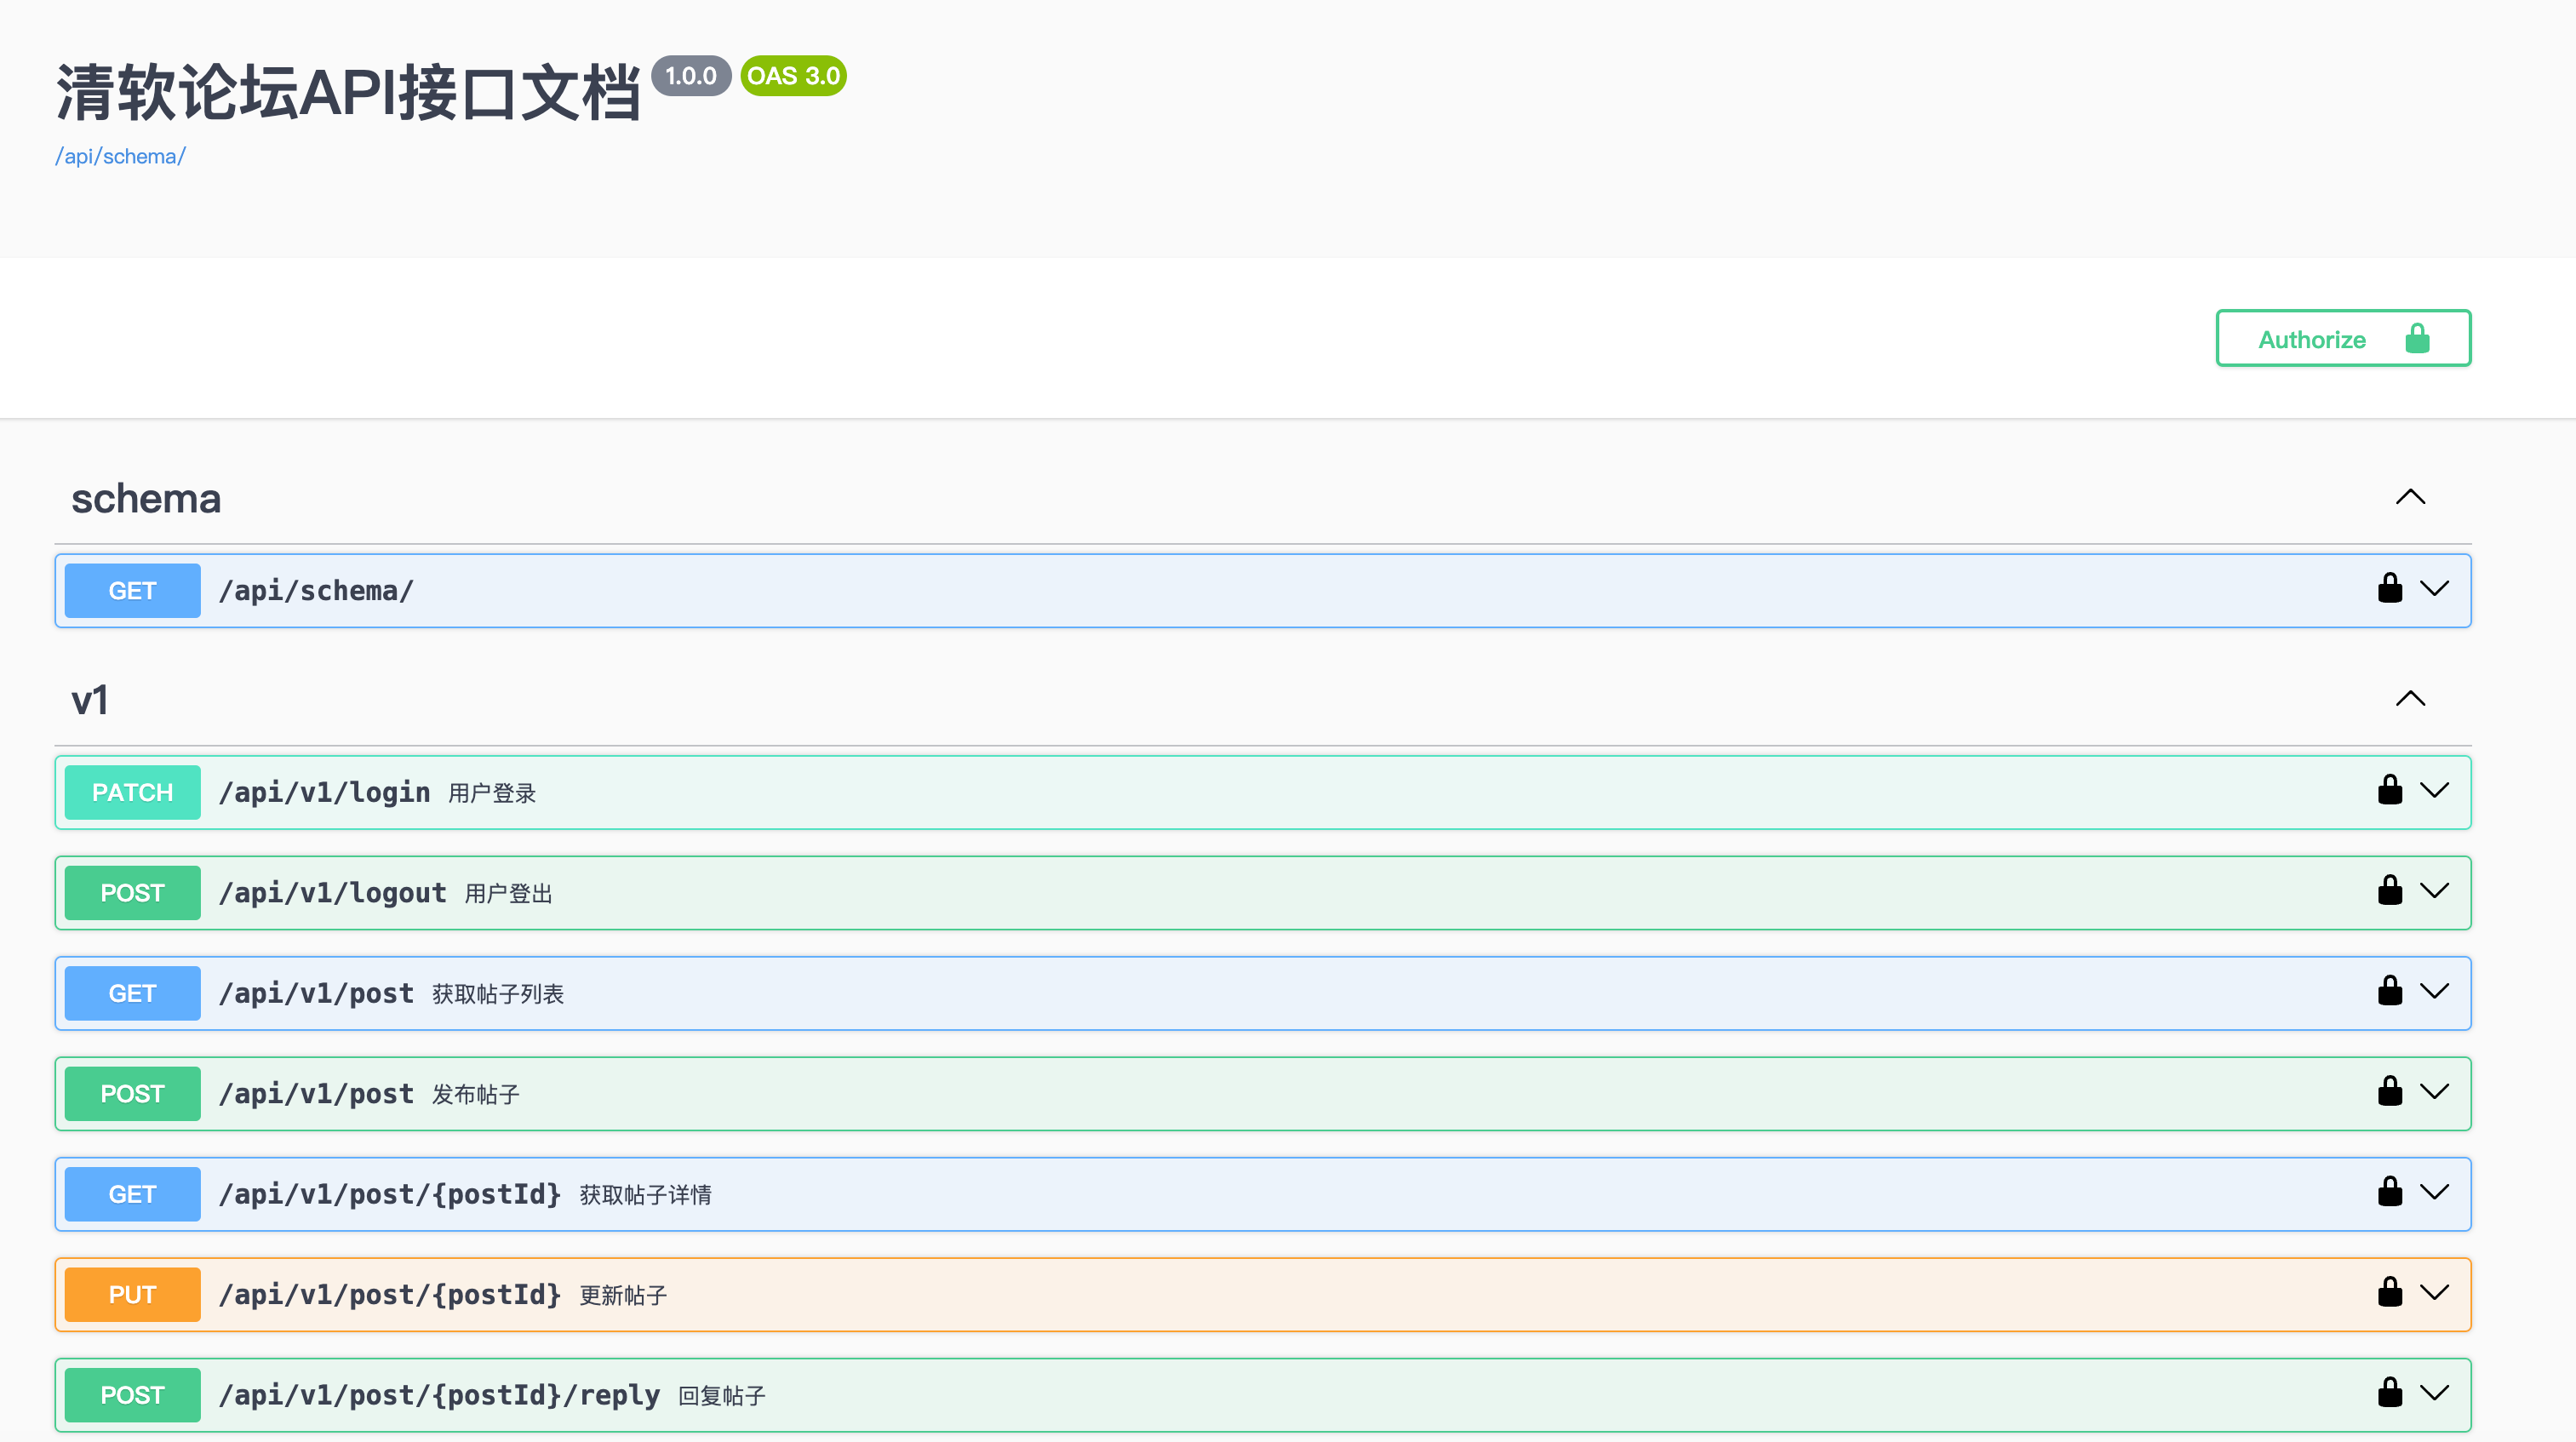 清软论坛API接口文档 1.0.0 OAS 3.0
/api/schema/
Authorize
schema
GET /api/schema/
v1
PATCH /api/v1/login 用户登录
POST /api/v1/logout 用户登出
GET /api/v1/post 获取帖子列表
POST /api/v1/post 发布帖子
GET /api/v1/post/{postId} 获取帖子详情
PUT /api/v1/post/{postId} 更新帖子
POST /api/v1/post/{postId}/reply 回复帖子